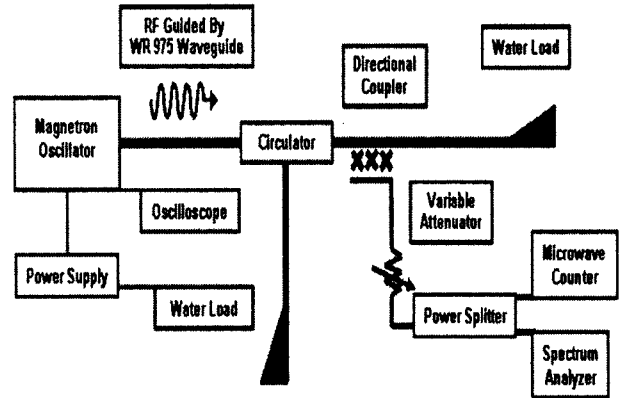 RF Guided By
WR 975 Waveguide
Water Load
Directional
Coupler
Magnetron
Oscillator
Circulator
Oscilloscope
Variable
Attenuator
Power Supply
Microwave
Counter
Water Load
Power Splitter
Spectrum
Analyzer